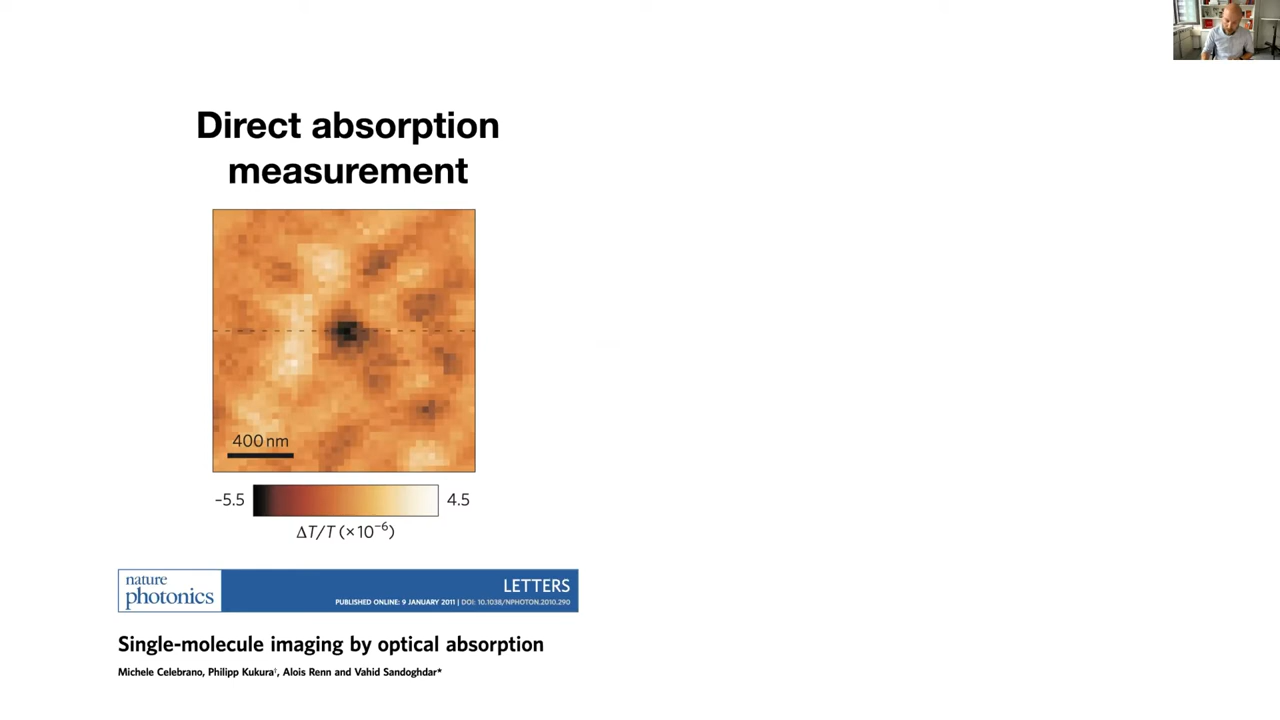 Direct absorption
measurement
400 nm
–5.5
4.5
ΔT/T (×10⁻⁶)
nature
photonics
LETTERS
PUBLISHED ONLINE: 9 JANUARY 2011 | DOI: 10.1038/NPHOTON.2010.290
Single-molecule imaging by optical absorption
Michele Celebrano, Philipp Kukura†, Alois Renn and Vahid Sandoghdar*